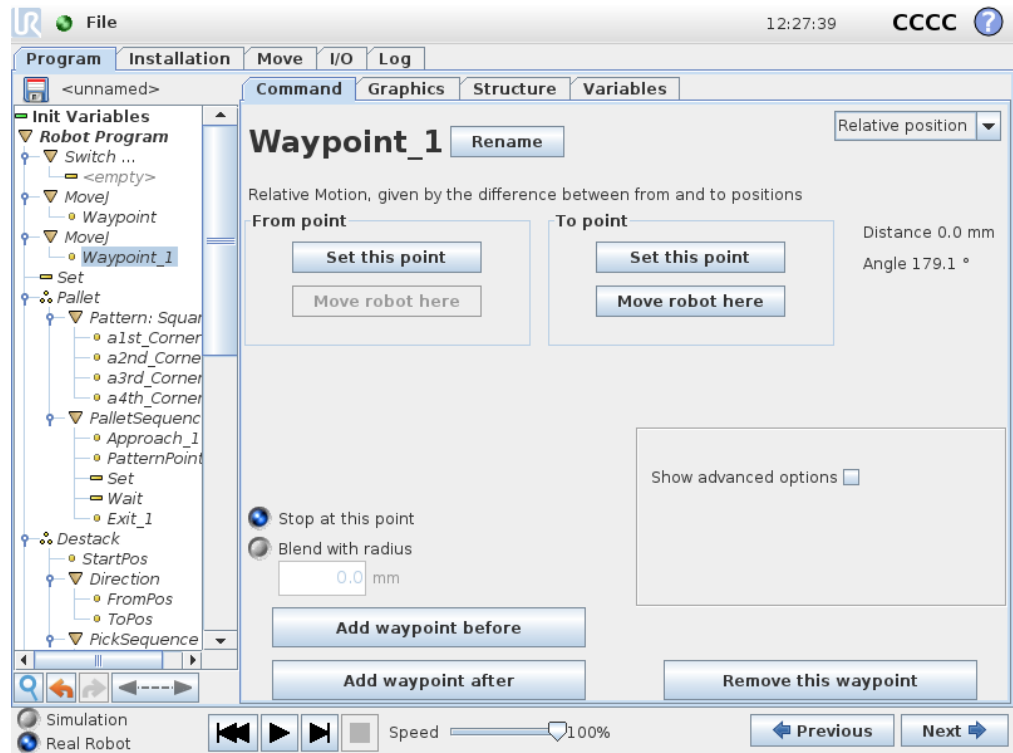 UR File 12:27:39 CCCC ?
Program Installation Move I/O Log
<unnamed>
Command Graphics Structure Variables
Init Variables
Robot Program
Switch ...
<empty>
MoveJ
Waypoint
MoveJ
Waypoint_1
Set
Pallet
Pattern: Squar
a1st_Corner
a2nd_Corne
a3rd_Corner
a4th_Corner
PalletSequenc
Approach_1
PatternPoint
Set
Wait
Exit_1
Destack
StartPos
Direction
FromPos
ToPos
PickSequence
Waypoint_1 Rename Relative position
Relative Motion, given by the difference between from and to positions
From point To point
Set this point Set this point
Move robot here Move robot here
Distance 0.0 mm
Angle 179.1 °
Show advanced options
Stop at this point
Blend with radius
0.0 mm
Add waypoint before
Add waypoint after Remove this waypoint
Simulation
Real Robot
Speed 100%
Previous Next